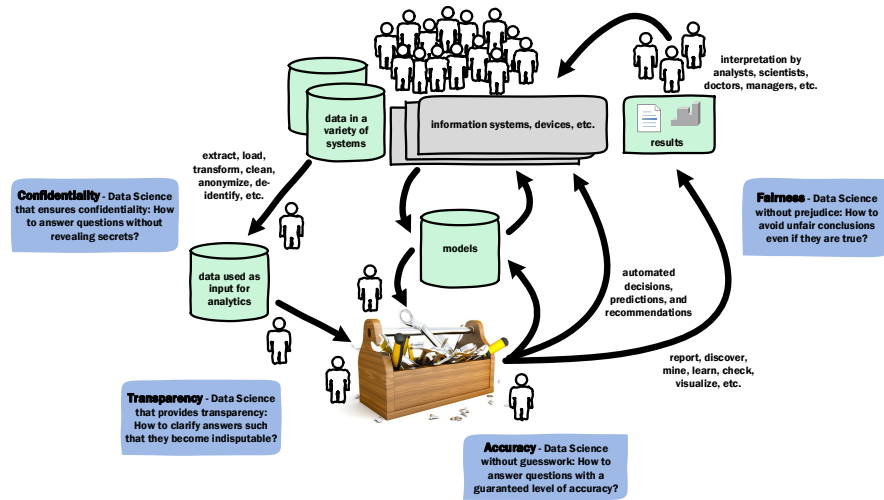 interpretation by
analysts, scientists,
doctors, managers, etc.
data in a
variety of
systems
information systems, devices, etc.
results
extract, load,
transform, clean,
anonymize, de-
identify, etc.
Confidentiality - Data Science
that ensures confidentiality: How
to answer questions without
revealing secrets?
Fairness - Data Science
without prejudice: How to
avoid unfair conclusions
even if they are true?
models
data used as
input for
analytics
automated
decisions,
predictions, and
recommendations
report, discover,
mine, learn, check,
visualize, etc.
Transparency - Data Science
that provides transparency:
How to clarify answers such
that they become indisputable?
Accuracy - Data Science
without guesswork: How to
answer questions with a
guaranteed level of accuracy?